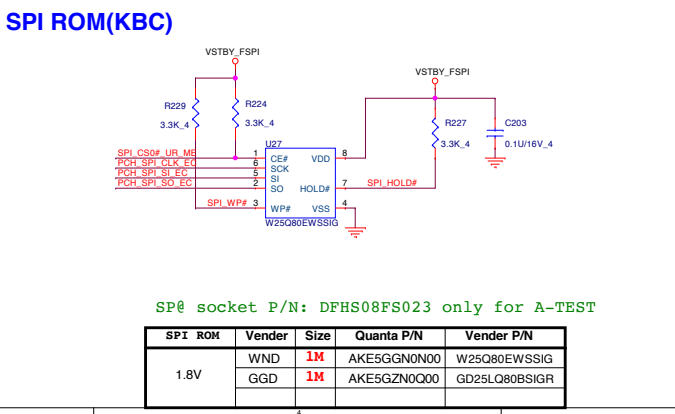 SPI ROM(KBC)
VSTBY_FSPI
VSTBY_FSPI
R229
R224
3.3K_4
3.3K_4
R227
3.3K_4
C203
0.1U/16V_4
U27
SPI_CS0#_UR_ME 1 CE# VDD 8
PCH_SPI_CLK_EC 6 SCK
PCH_SPI_SI_EC 5 SI
PCH_SPI_SO_EC 2 SO HOLD# 7 SPI_HOLD#
SPI_WP# 3 WP# VSS 4
W25Q80EWSSIG
SP@ socket P/N: DFHS08FS023 only for A-TEST
SPI ROM Vender Size Quanta P/N Vender P/N
1.8V
WND 1M AKE5GGN0N00 W25Q80EWSSIG
GGD 1M AKE5GZN0Q00 GD25LQ80BSIGR
4